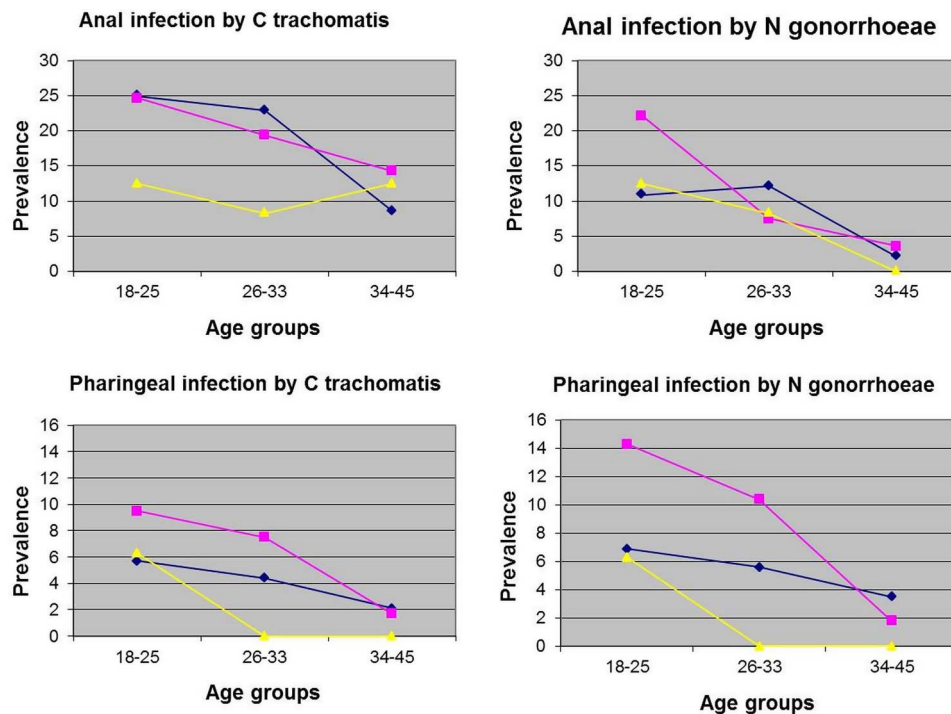 Anal infection by C trachomatis
30
25
20
15
10
5
0
Prevalence
18-25 26-33 34-45
Age groups
Anal infection by N gonorrhoeae
30
25
20
15
10
5
0
Prevalence
18-25 26-33 34-45
Age groups
Pharingeal infection by C trachomatis
16
14
12
10
8
6
4
2
0
Prevalence
18-25 26-33 34-45
Age groups
Pharingeal infection by N gonorrhoeae
16
14
12
10
8
6
4
2
0
Prevalence
18-25 26-33 34-45
Age groups